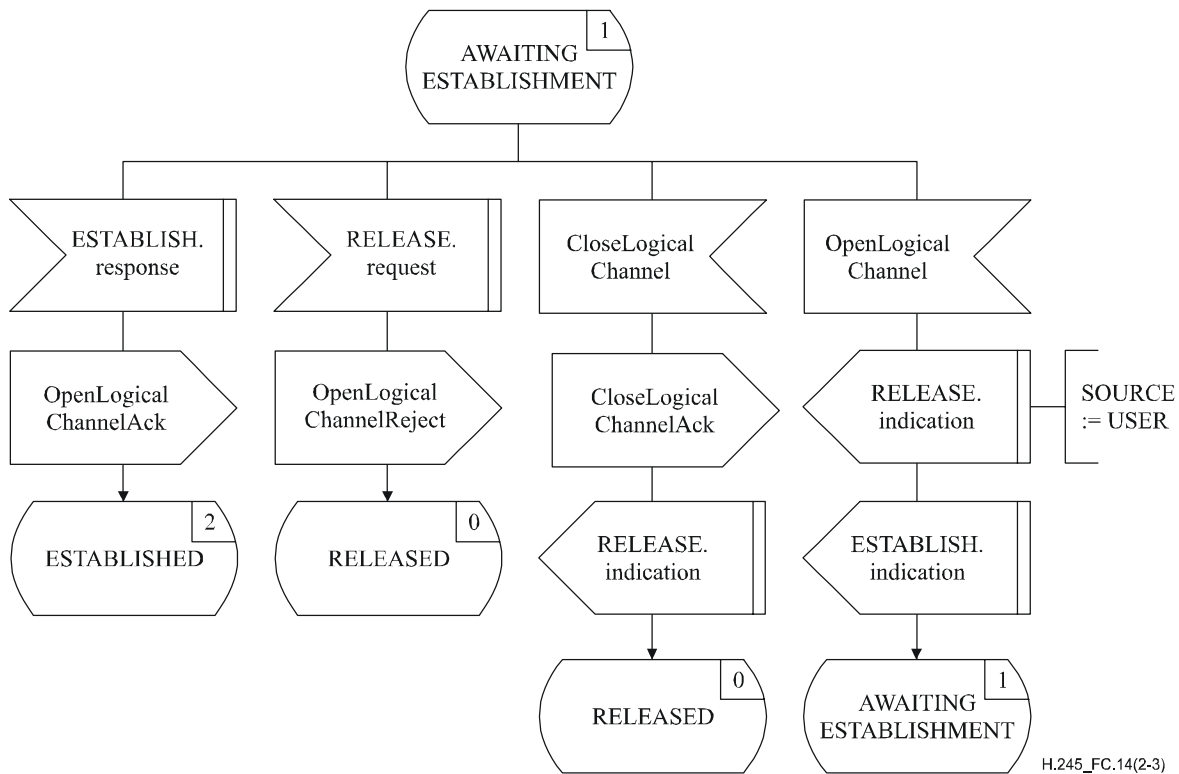 1
AWAITING
ESTABLISHMENT
ESTABLISH.
response
RELEASE.
request
CloseLogical
Channel
OpenLogical
Channel
OpenLogical
ChannelAck
OpenLogical
ChannelReject
CloseLogical
ChannelAck
RELEASE.
indication
SOURCE
:= USER
2
ESTABLISHED
0
RELEASED
RELEASE.
indication
ESTABLISH.
indication
0
RELEASED
1
AWAITING
ESTABLISHMENT
H.245_FC.14(2-3)